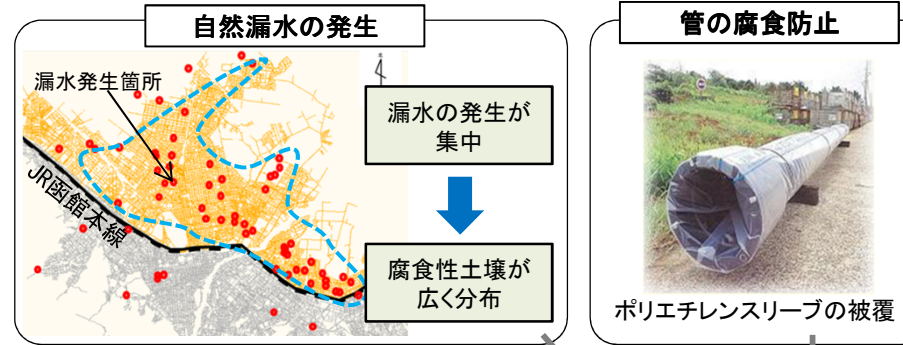 自然漏水の発生
漏水発生箇所
JR函館本線
漏水の発生が
集中
腐食性土壌が
広く分布
管の腐食防止
ポリエチレンスリーブの被覆